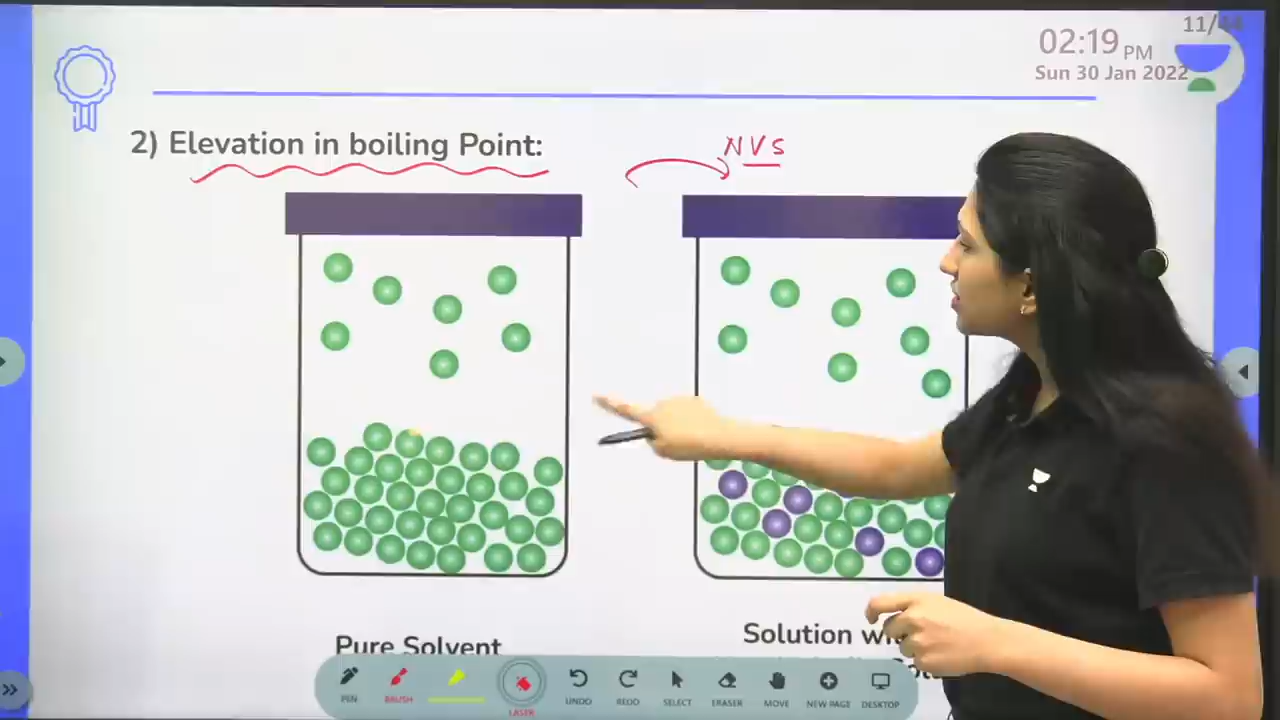 11/44
02:19 PM
Sun 30 Jan 2022
2) Elevation in boiling Point:
NVS
Pure Solvent
Solution
PEN
BRUSH
LASER
UNDO
REDO
SELECT
ERASER
MOVE
NEW PAGE
DESKTOP